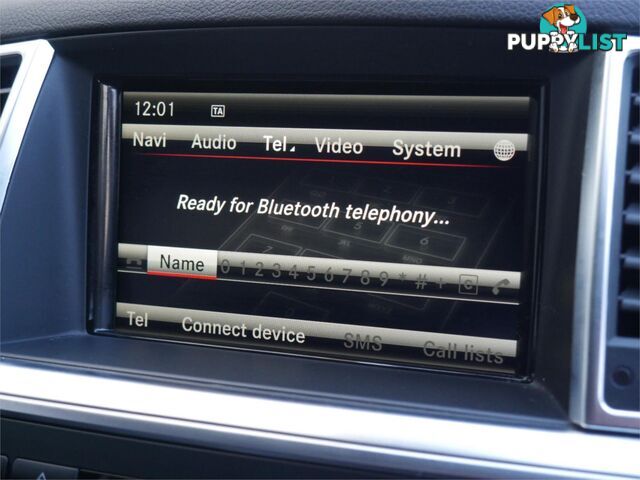 PUPPYLIST
12:01 TA
Navi Audio Tel Video System
Ready for Bluetooth telephony...
Name 0 1 2 3 4 5 6 7 8 9 * # + C
Tel Connect device SMS Call lists